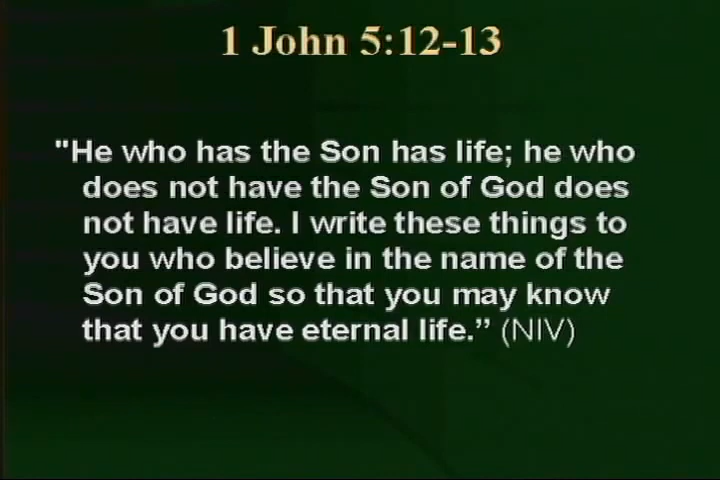 1 John 5:12-13
"He who has the Son has life; he who
does not have the Son of God does
not have life. I write these things to
you who believe in the name of the
Son of God so that you may know
that you have eternal life.” (NIV)